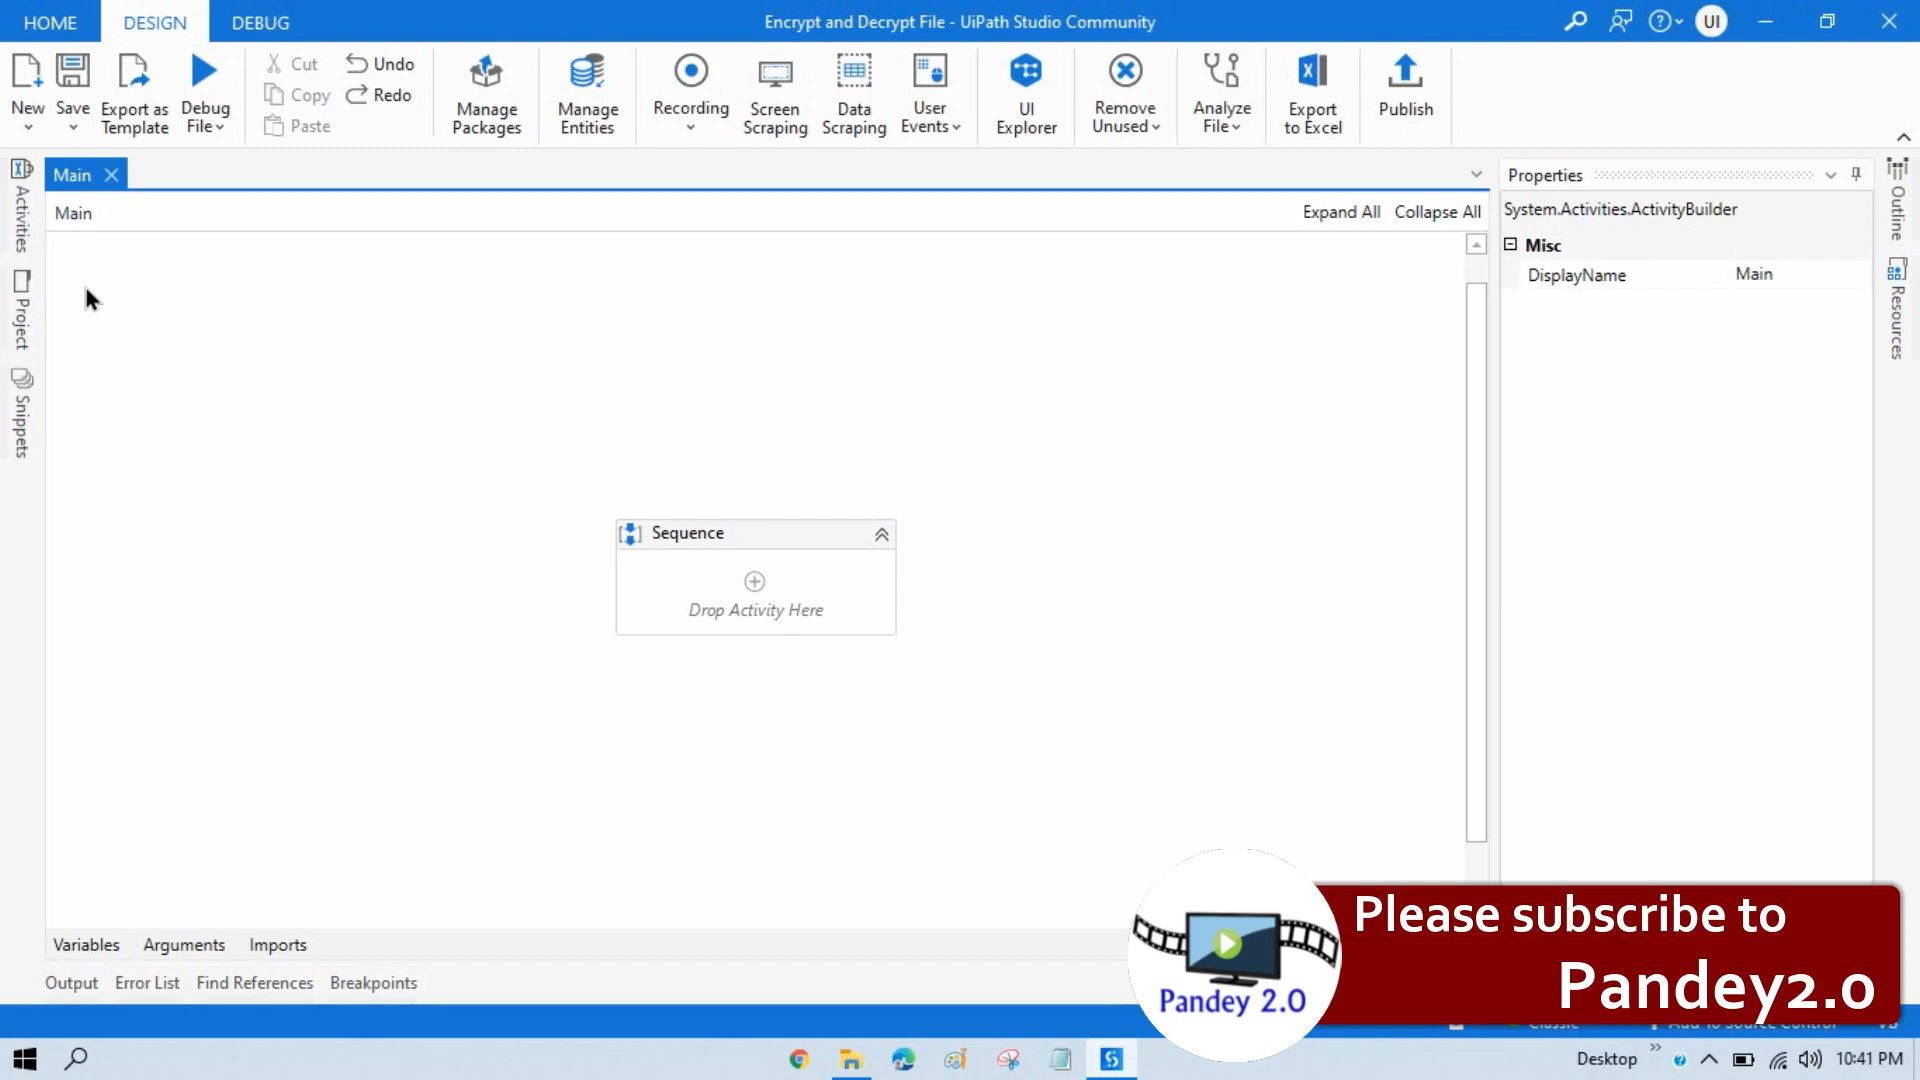 HOME
DESIGN
DEBUG
Encrypt and Decrypt File - UiPath Studio Community
UI
New
Save
Export as
Template
Debug
File
Cut
Copy
Paste
Undo
Redo
Manage
Packages
Manage
Entities
Recording
Screen
Scraping
Data
Scraping
User
Events
UI
Explorer
Remove
Unused
Analyze
File
Export
to Excel
Publish
Activities
Project
Snippets
Main
Main
Expand All
Collapse All
Sequence
Drop Activity Here
Properties
System.Activities.ActivityBuilder
Misc
DisplayName
Main
Outline
Resources
Variables
Arguments
Imports
Output
Error List
Find References
Breakpoints
Pandey 2.0
Please subscribe to
Pandey2.0
Desktop
10:41 PM